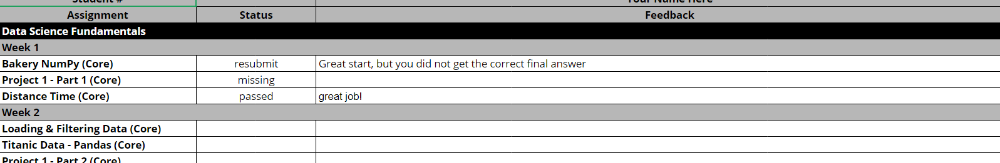 Student # Your Name Here
Assignment Status Feedback
Data Science Fundamentals
Week 1
Bakery NumPy (Core) resubmit Great start, but you did not get the correct final answer
Project 1 - Part 1 (Core) missing
Distance Time (Core) passed great job!
Week 2
Loading & Filtering Data (Core)
Titanic Data - Pandas (Core)
Project 1 - Part 2 (Core)